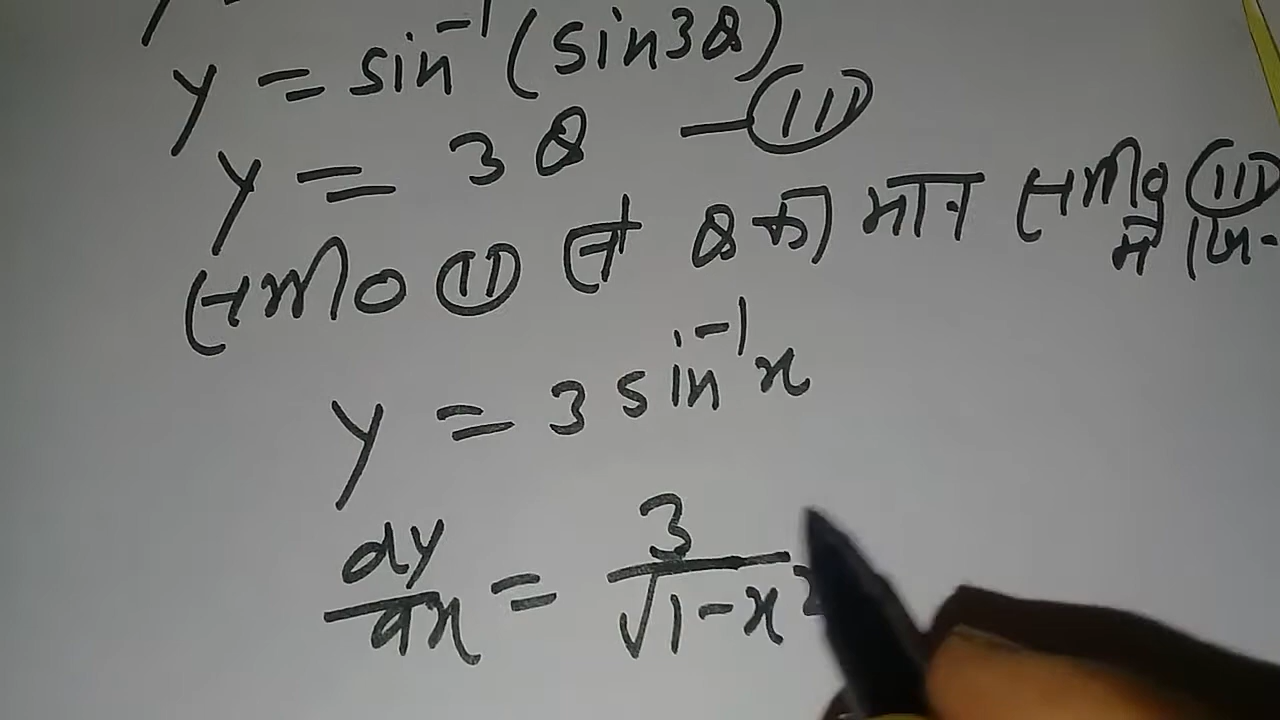 y = sin⁻¹(sin3θ)
y = 3θ —(III)
समी० (II) से θ का मान समी० (III)
में
y = 3 sin⁻¹x
dy/dx = 3/√1-x²